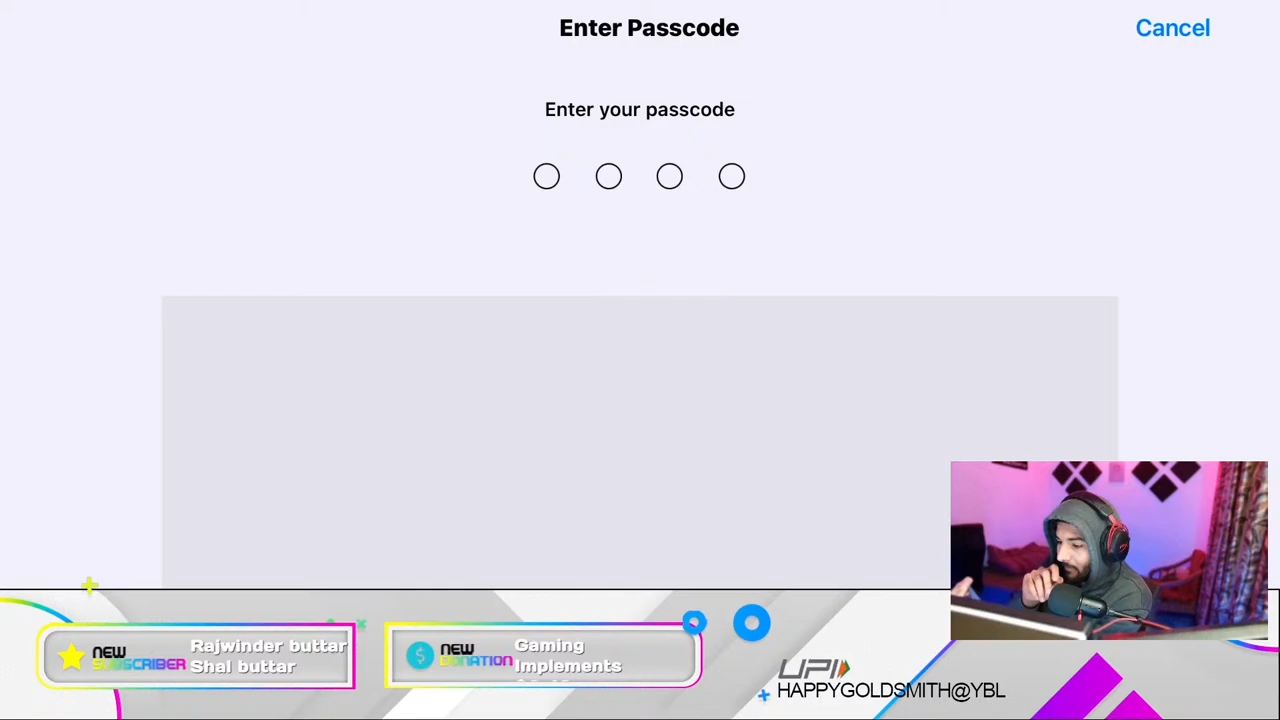 Enter Passcode
Cancel
Enter your passcode
NEW
SUBSCRIBER
Rajwinder buttar
Shal buttar
NEW
DONATION
Gaming
Implements
UPI
HAPPYGOLDSMITH@YBL